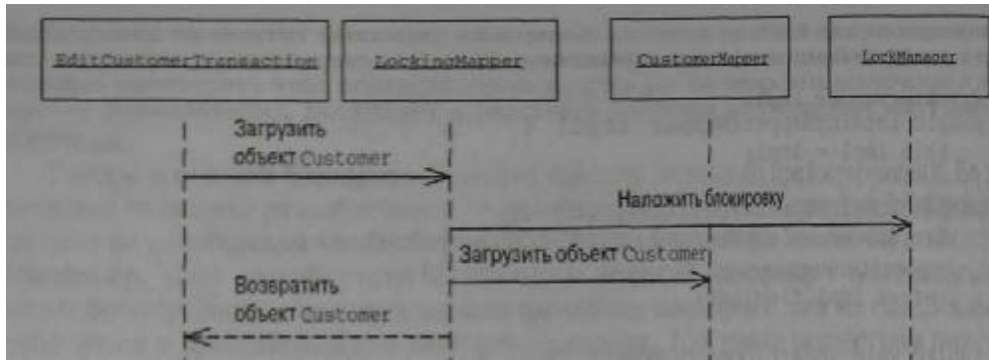 EditCustomerTransaction
LockingMapper
CustomerMapper
LockManager
Загрузить
объект Customer
Наложить блокировку
Загрузить объект Customer
Возвратить
объект Customer